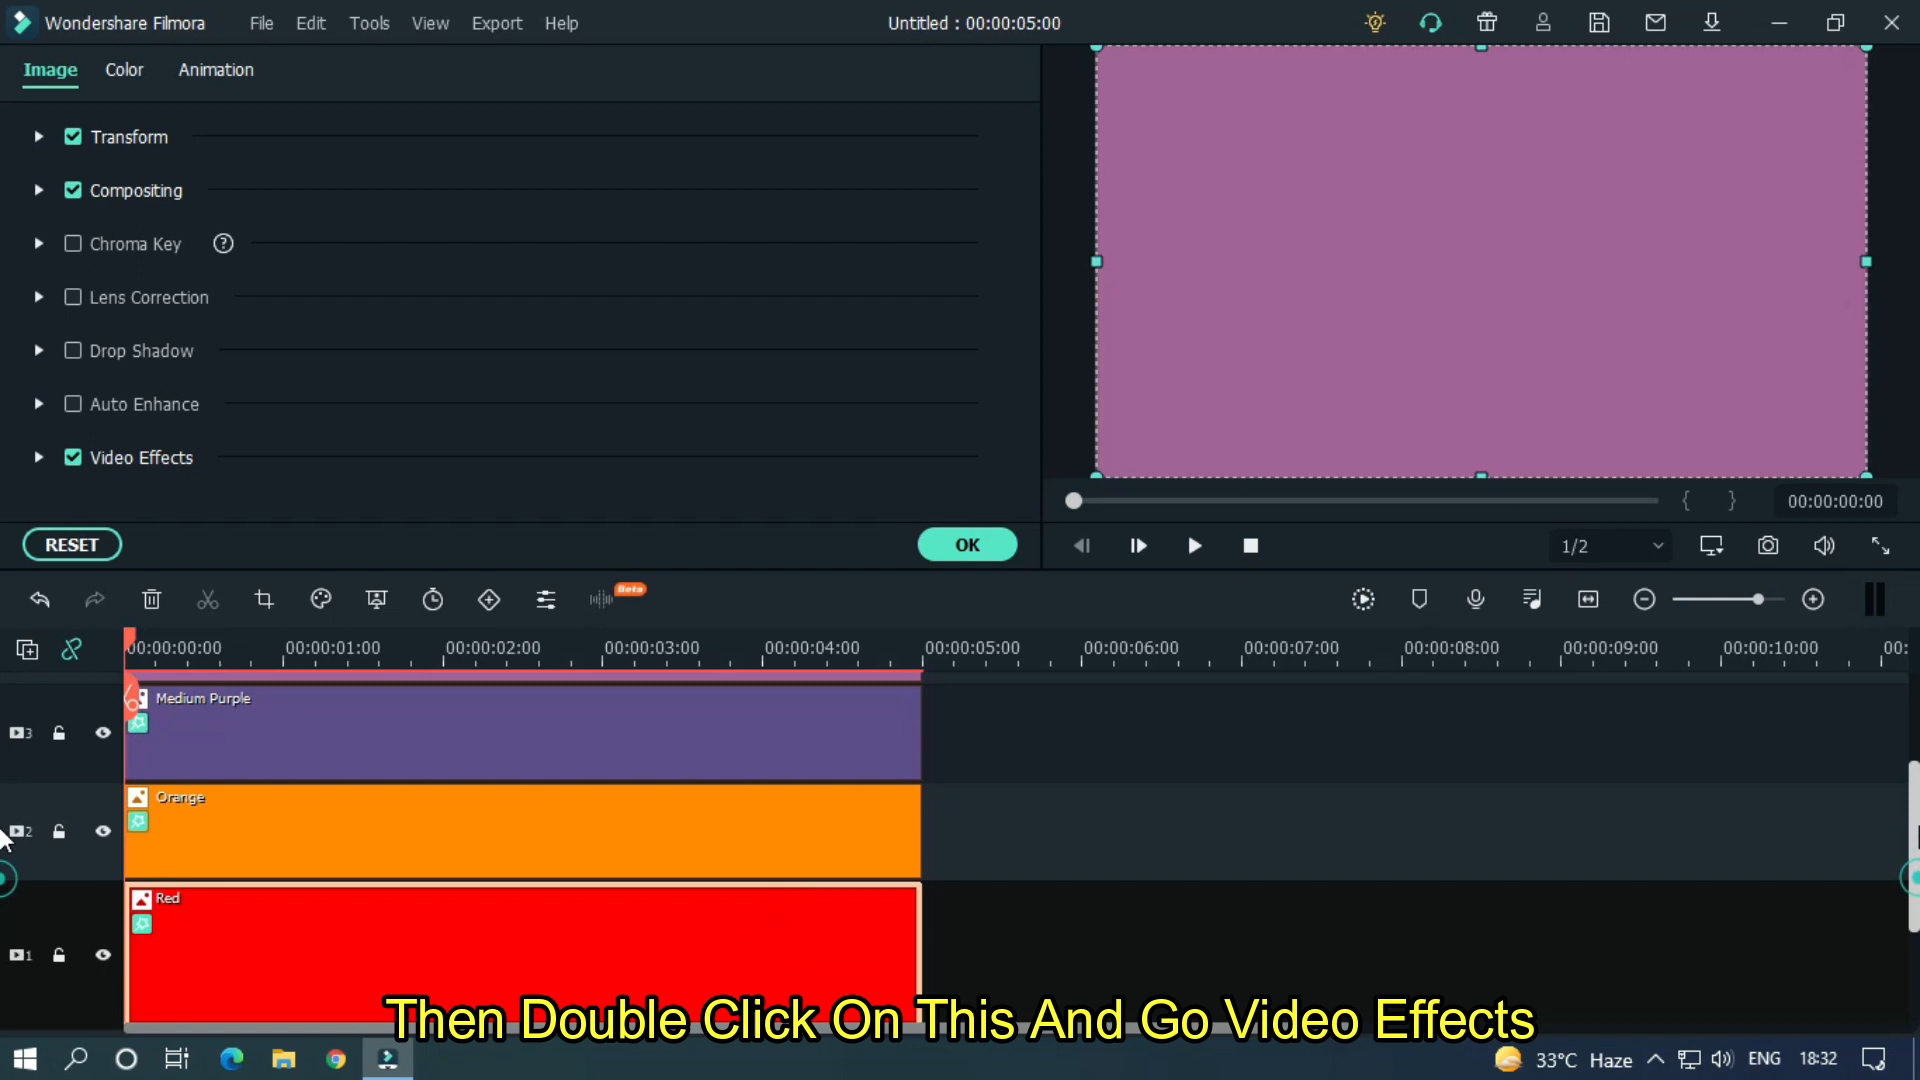 Wondershare Filmora File Edit Tools View Export Help Untitled : 00:00:05:00
Image Color Animation
Transform
Compositing
Chroma Key ?
Lens Correction
Drop Shadow
Auto Enhance
Video Effects
{ } 00:00:00:00
RESET OK 1/2
Beta
00:00:00:00 00:00:01:00 00:00:02:00 00:00:03:00 00:00:04:00 00:00:05:00 00:00:06:00 00:00:07:00 00:00:08:00 00:00:09:00 00:00:10:00 00:
Medium Purple
3
Orange
2
Red
1
Then Double Click On This And Go Video Effects
33°C Haze ENG 18:32